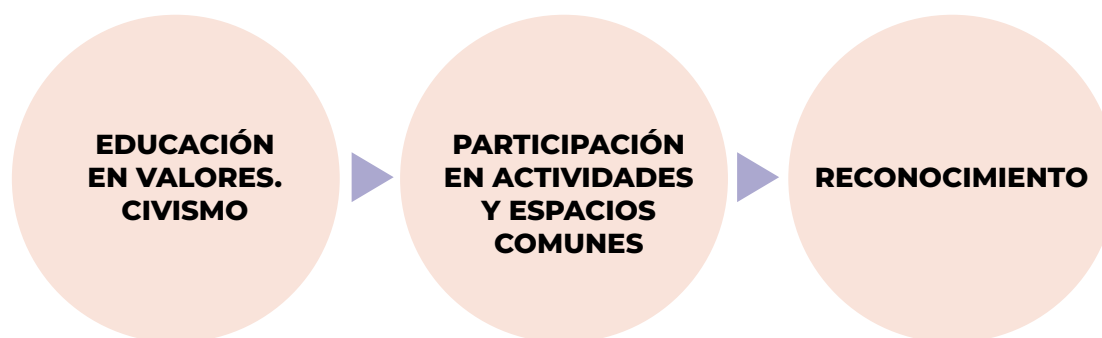 EDUCACIÓN
EN VALORES.
CIVISMO
PARTICIPACIÓN
EN ACTIVIDADES
Y ESPACIOS
COMUNES
RECONOCIMIENTO